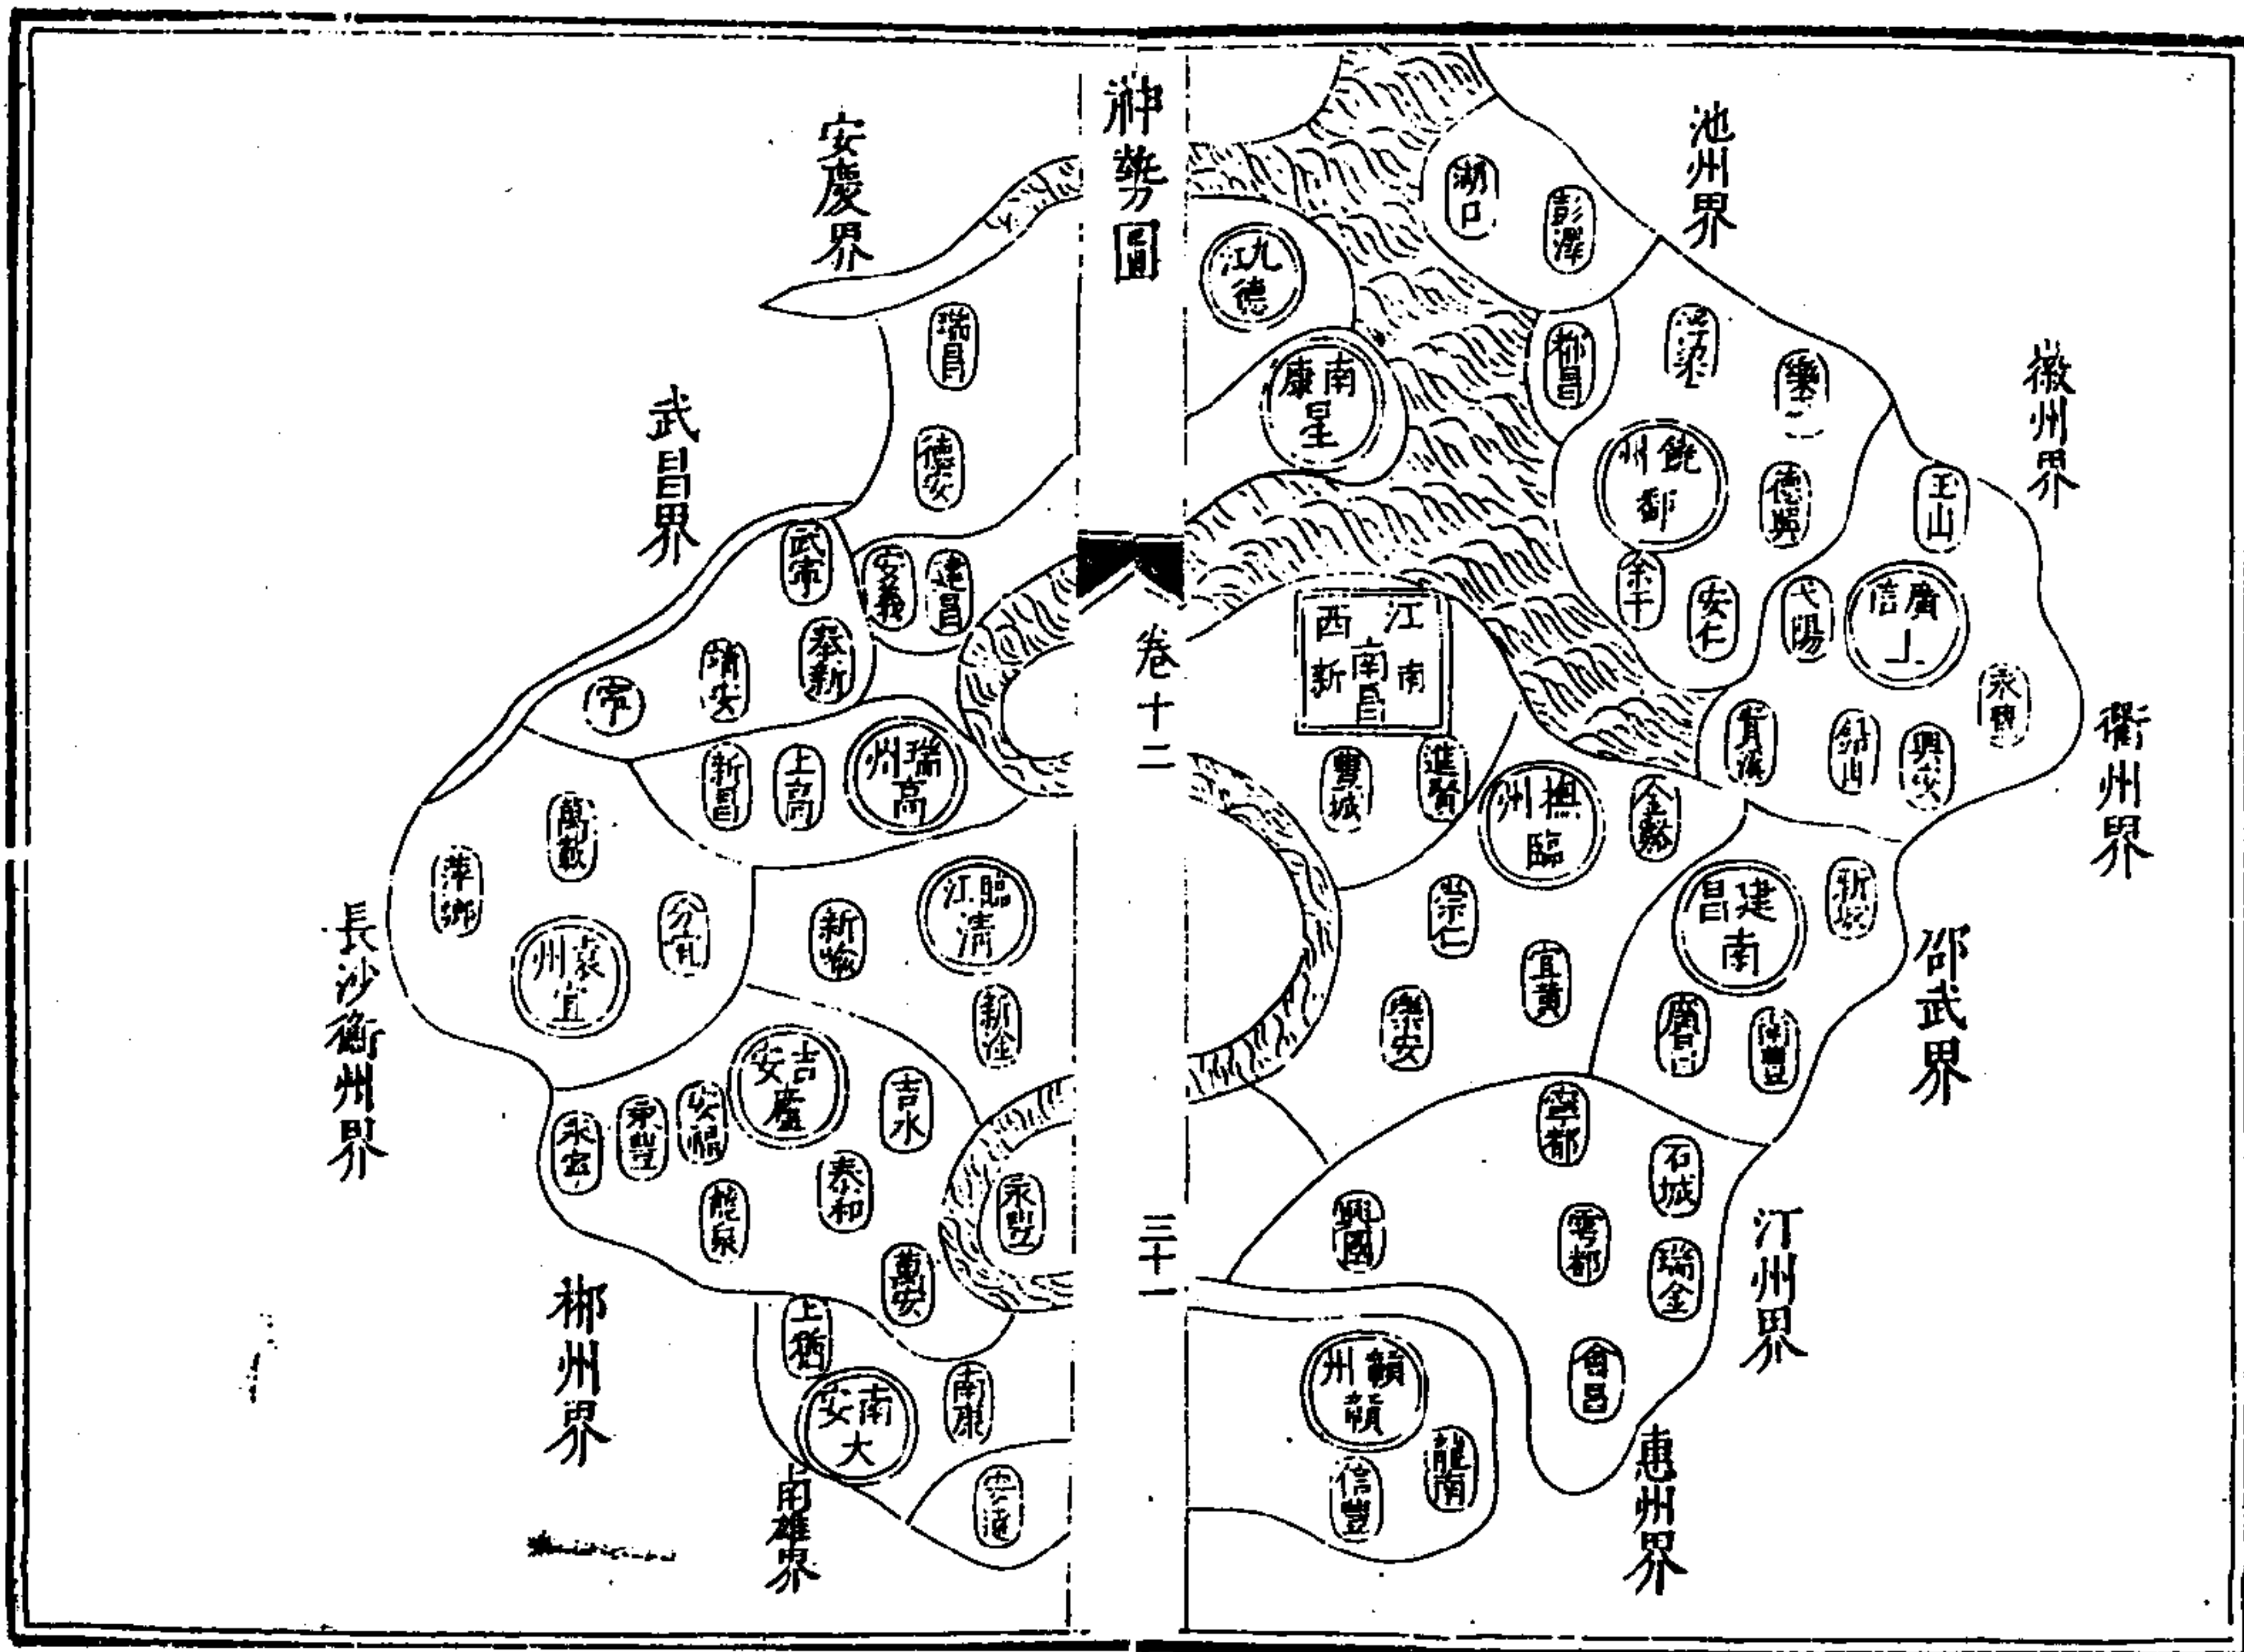 神勢圖
卷十二
三十一
池州界
徽州界
衢州界
邵武界
汀州界
惠州界
安慶界
武昌界
長沙衡州界
郴州界
南雄界
湖口
彭澤
九江德
南康星
都昌
饒州鄱
德興
玉山
余干
安仁
弋陽
廣信上
永豐
江西南昌南新
貴溪
鉛山
興安
豐城
進賢
撫州臨
金谿
崇仁
宜黃
樂安
建昌南
新城
廣昌
南豐
寧都
石城
興國
雩都
瑞金
會昌
贛州贛
龍南
信豐
瑞昌
德安
武寧
安義
建昌
奉新
靖安
寧
瑞州高
上高
新昌
萬載
萍鄉
袁州宜
分宜
臨江清
新喻
新淦
吉安廬
吉水
安福
永豐
永寧
泰和
龍泉
萬安
永豐
上猶
南安大
南康
安遠